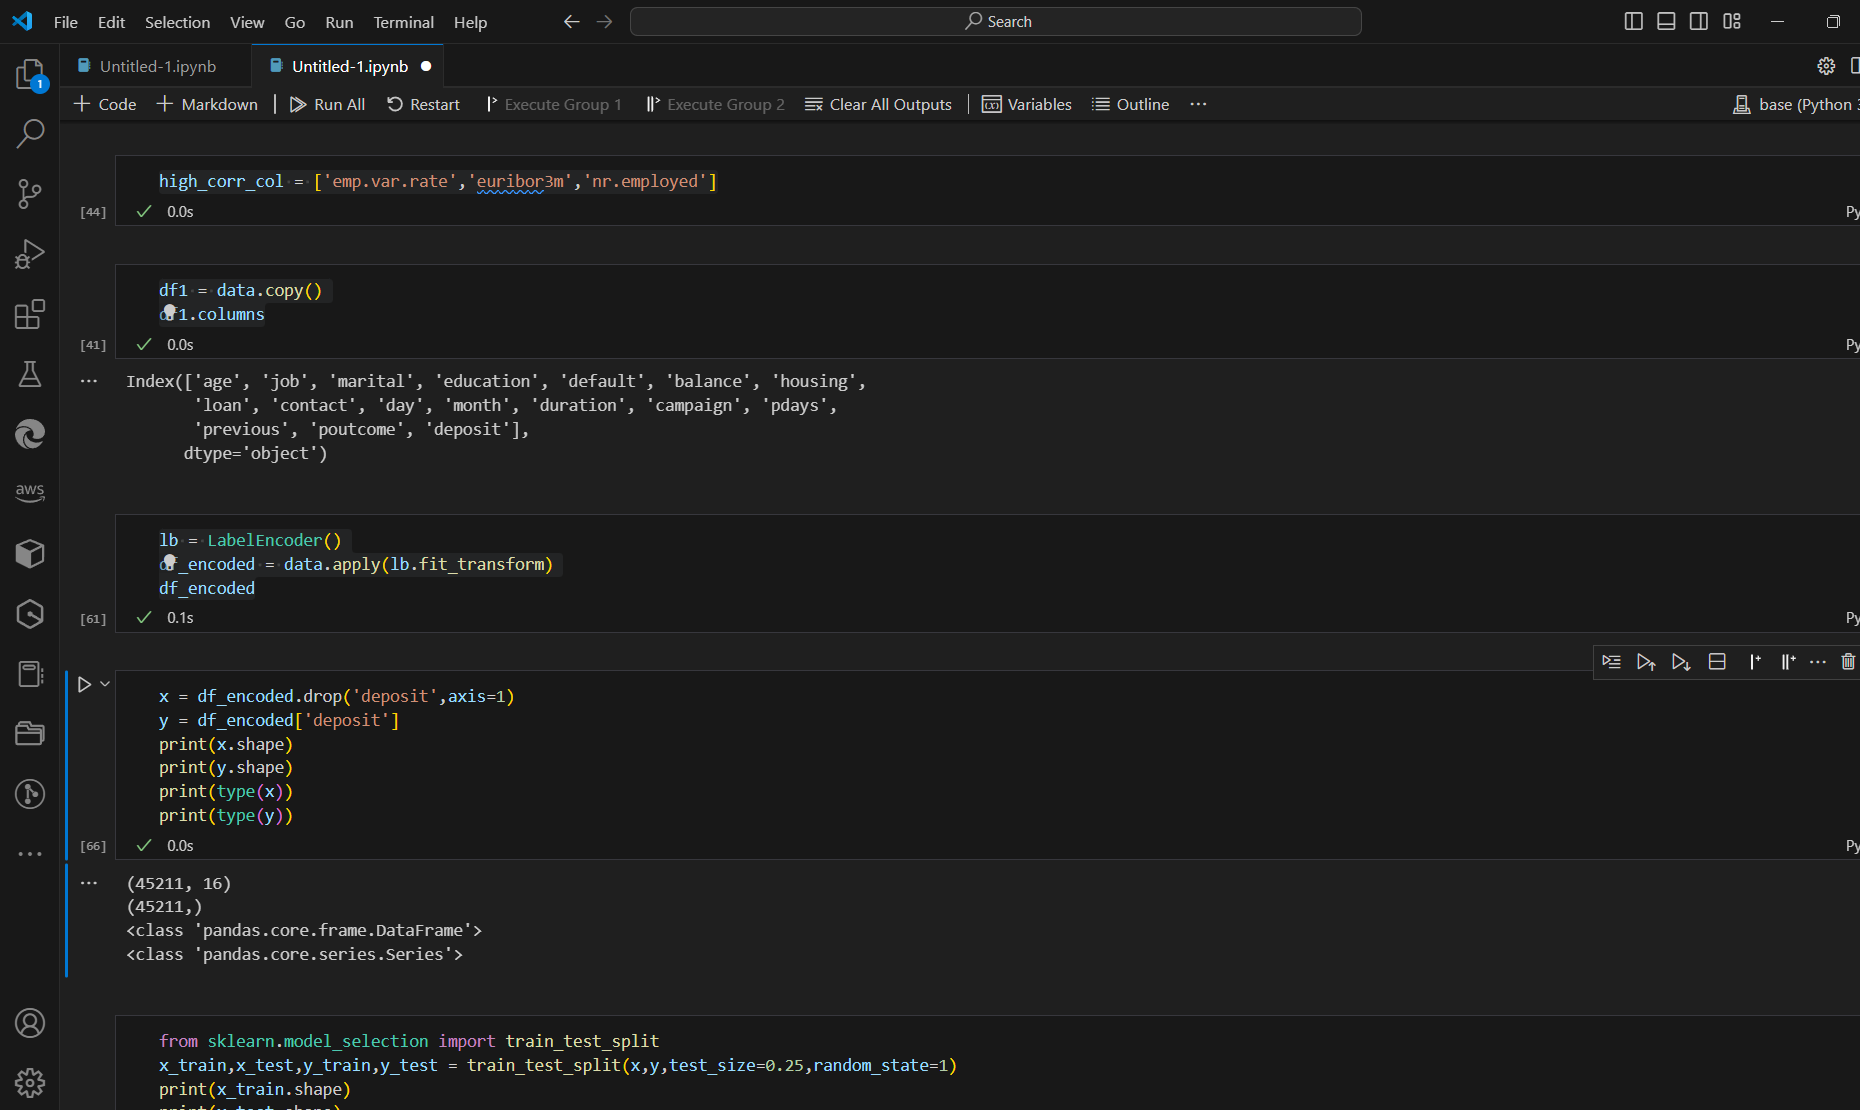 File Edit Selection View Go Run Terminal Help
Search
Untitled-1.ipynb
Untitled-1.ipynb
1
Code Markdown Run All Restart Execute Group 1 Execute Group 2 Clear All Outputs Variables Outline
base (Python
high_corr_col = ['emp.var.rate','euribor3m','nr.employed']
[44] 0.0s
Py
df1 = data.copy()
df1.columns
[41] 0.0s
Py
Index(['age', 'job', 'marital', 'education', 'default', 'balance', 'housing',
'loan', 'contact', 'day', 'month', 'duration', 'campaign', 'pdays',
'previous', 'poutcome', 'deposit'],
dtype='object')
aws
lb = LabelEncoder()
df_encoded = data.apply(lb.fit_transform)
df_encoded
[61] 0.1s
Py
x = df_encoded.drop('deposit',axis=1)
y = df_encoded['deposit']
print(x.shape)
print(y.shape)
print(type(x))
print(type(y))
[66] 0.0s
Py
(45211, 16)
(45211,)
<class 'pandas.core.frame.DataFrame'>
<class 'pandas.core.series.Series'>
from sklearn.model_selection import train_test_split
x_train,x_test,y_train,y_test = train_test_split(x,y,test_size=0.25,random_state=1)
print(x_train.shape)